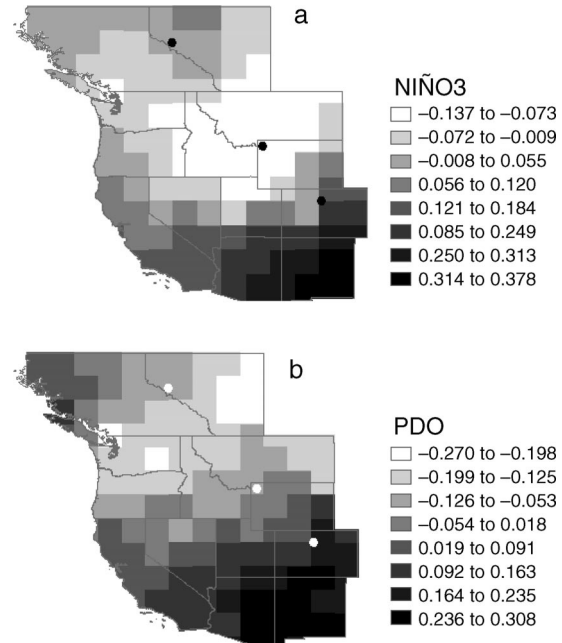 a
NIÑO3
−0.137 to −0.073
−0.072 to −0.009
−0.008 to 0.055
0.056 to 0.120
0.121 to 0.184
0.085 to 0.249
0.250 to 0.313
0.314 to 0.378
b
PDO
−0.270 to −0.198
−0.199 to −0.125
−0.126 to −0.053
−0.054 to 0.018
0.019 to 0.091
0.092 to 0.163
0.164 to 0.235
0.236 to 0.308